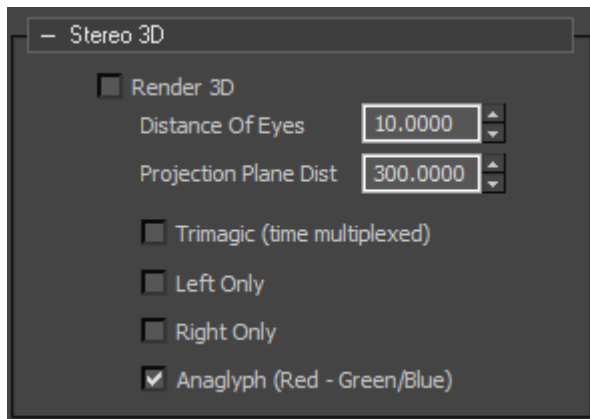 Stereo 3D
Render 3D
Distance Of Eyes 10.0000
Projection Plane Dist 300.0000
Trimagic (time multiplexed)
Left Only
Right Only
Anaglyph (Red - Green/Blue)